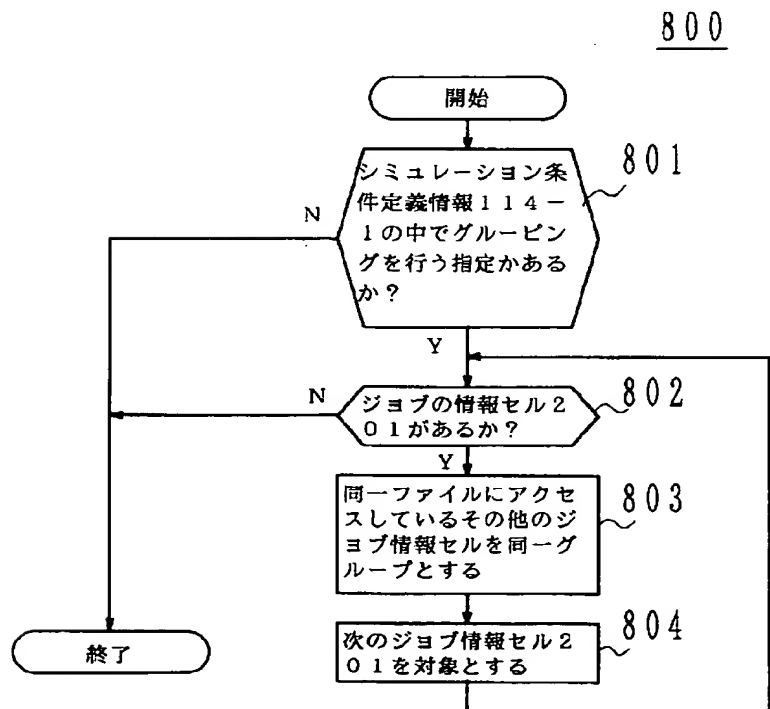 ８００
開始
シミュレーション条
件定義情報１１４－
１の中でグルーピン
グを行う指定かある
か？
８０１
N
Y
ジョブの情報セル２
０１があるか？
８０２
N
Y
同一ファイルにアクセ
スしているその他のジ
ョブ情報セルを同一グ
ループとする
８０３
次のジョブ情報セル２
０１を対象とする
８０４
終了